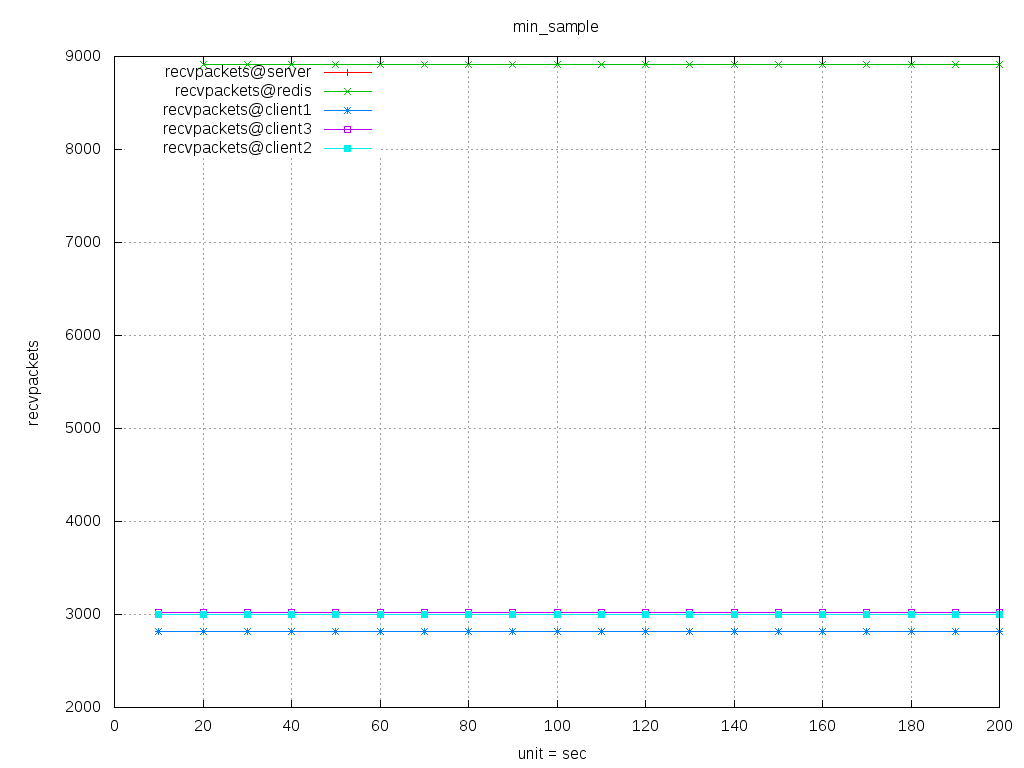 min_sample
9000
8000
7000
6000
5000
4000
3000
2000
recvpackets@server
recvpackets@redis
recvpackets@client1
recvpackets@client3
recvpackets@client2
recvpackets
0 20 40 60 80 100 120 140 160 180 200
unit = sec